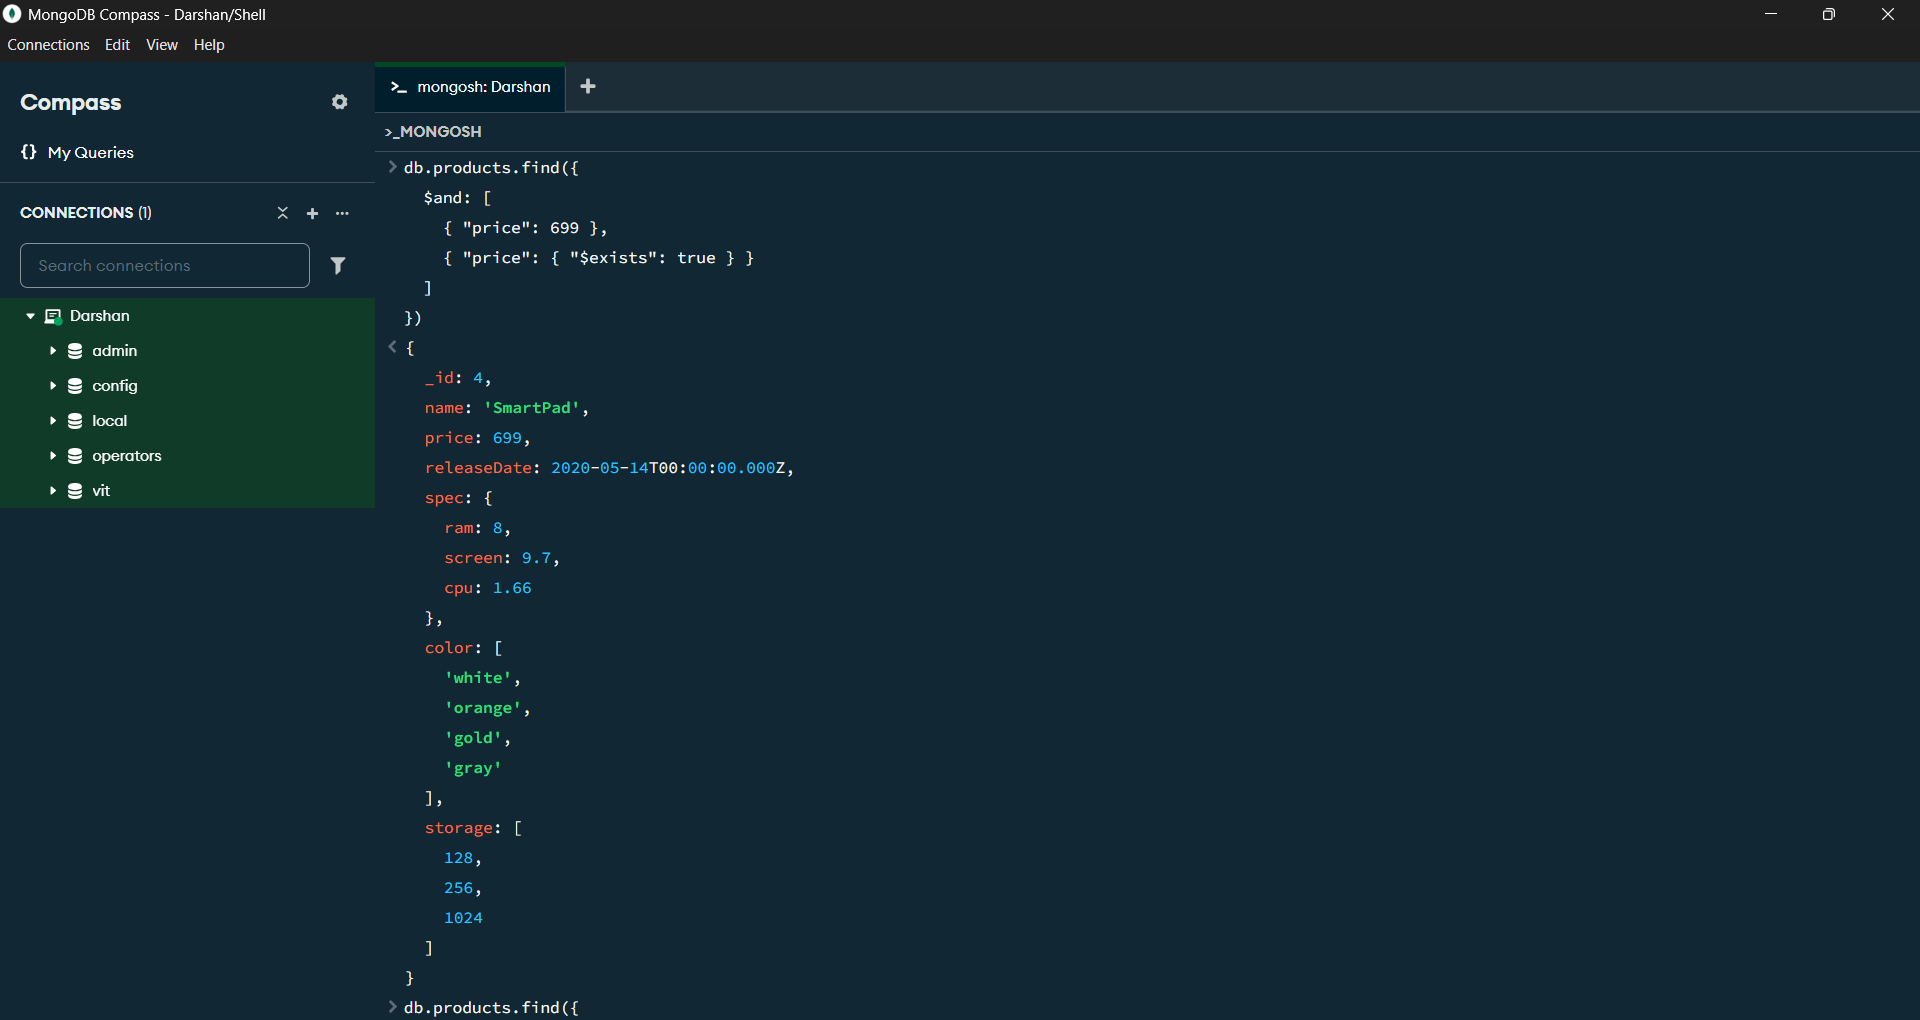 MongoDB Compass - Darshan/Shell
Connections Edit View Help
Compass
{} My Queries
CONNECTIONS (1)
Search connections
Darshan
admin
config
local
operators
vit
>_ mongosh: Darshan
>_MONGOSH
> db.products.find({
$and: [
{ "price": 699 },
{ "price": { "$exists": true } }
]
})
< {
_id: 4,
name: 'SmartPad',
price: 699,
releaseDate: 2020-05-14T00:00:00.000Z,
spec: {
ram: 8,
screen: 9.7,
cpu: 1.66
},
color: [
'white',
'orange',
'gold',
'gray'
],
storage: [
128,
256,
1024
]
}
> db.products.find({